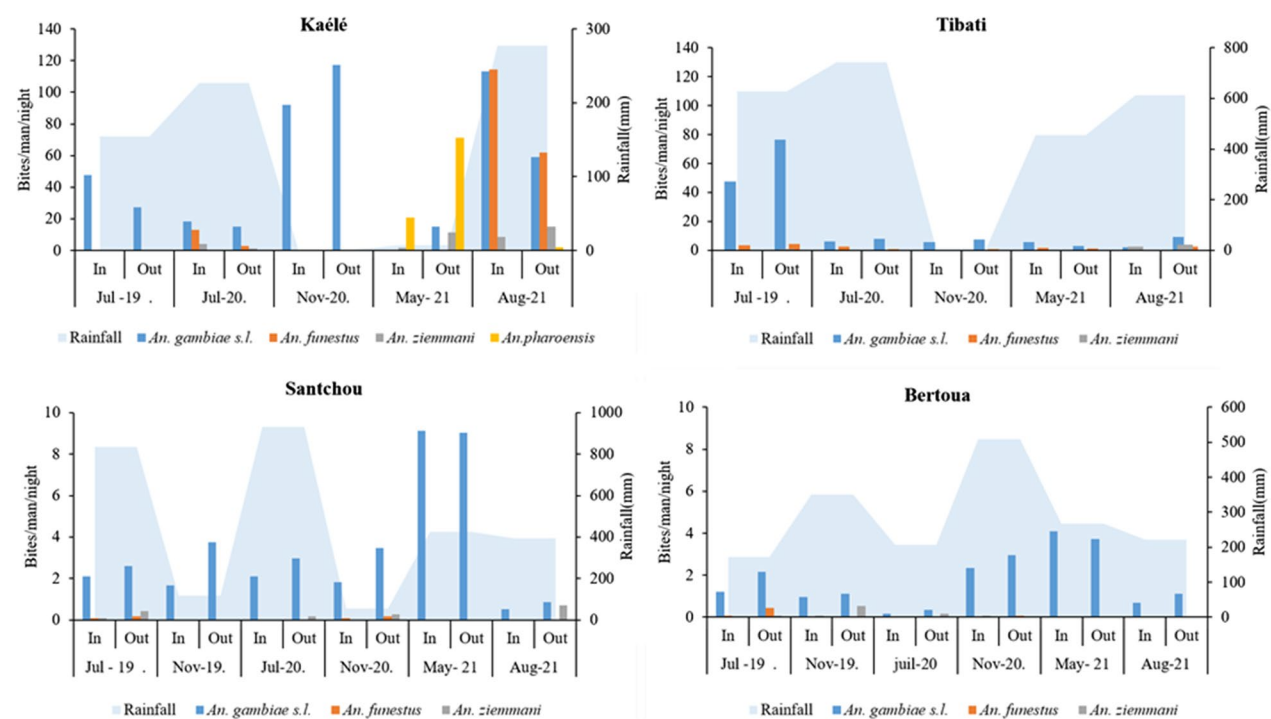 Kaélé
140
120
100
80
60
40
20
0
Bites/man/night
300
200
100
0
Rainfall(mm)
In Out In Out In Out In Out In Out
Jul -19 . Jul-20. Nov-20. May- 21 Aug-21
Rainfall An. gambiae s.l. An. funestus An. ziemmani An.pharoensis
Tibati
140
120
100
80
60
40
20
0
Bites/man/night
800
600
400
200
0
Rainfall(mm)
In Out In Out In Out In Out In Out
Jul -19 . Jul-20. Nov-20. May-21 Aug-21
Rainfall An. gambiae s.l. An. funestus An. ziemmani
Santchou
10
8
6
4
2
0
Bites/man/night
1000
800
600
400
200
0
Rainfall(mm)
In Out In Out In Out In Out In Out In Out
Jul - 19 . Nov-19. Jul-20. Nov-20. May- 21 Aug-21
Rainfall An. gambiae s.l. An. funestus An. ziemmani
Bertoua
10
8
6
4
2
0
Bites/man/night
600
500
400
300
200
100
0
Rainfall(mm)
In Out In Out In Out In Out In Out In Out
Jul -19 . Nov-19. juil-20 Nov-20. May- 21 Aug-21
Rainfall An. gambiae s.l. An. funestus An. ziemmani